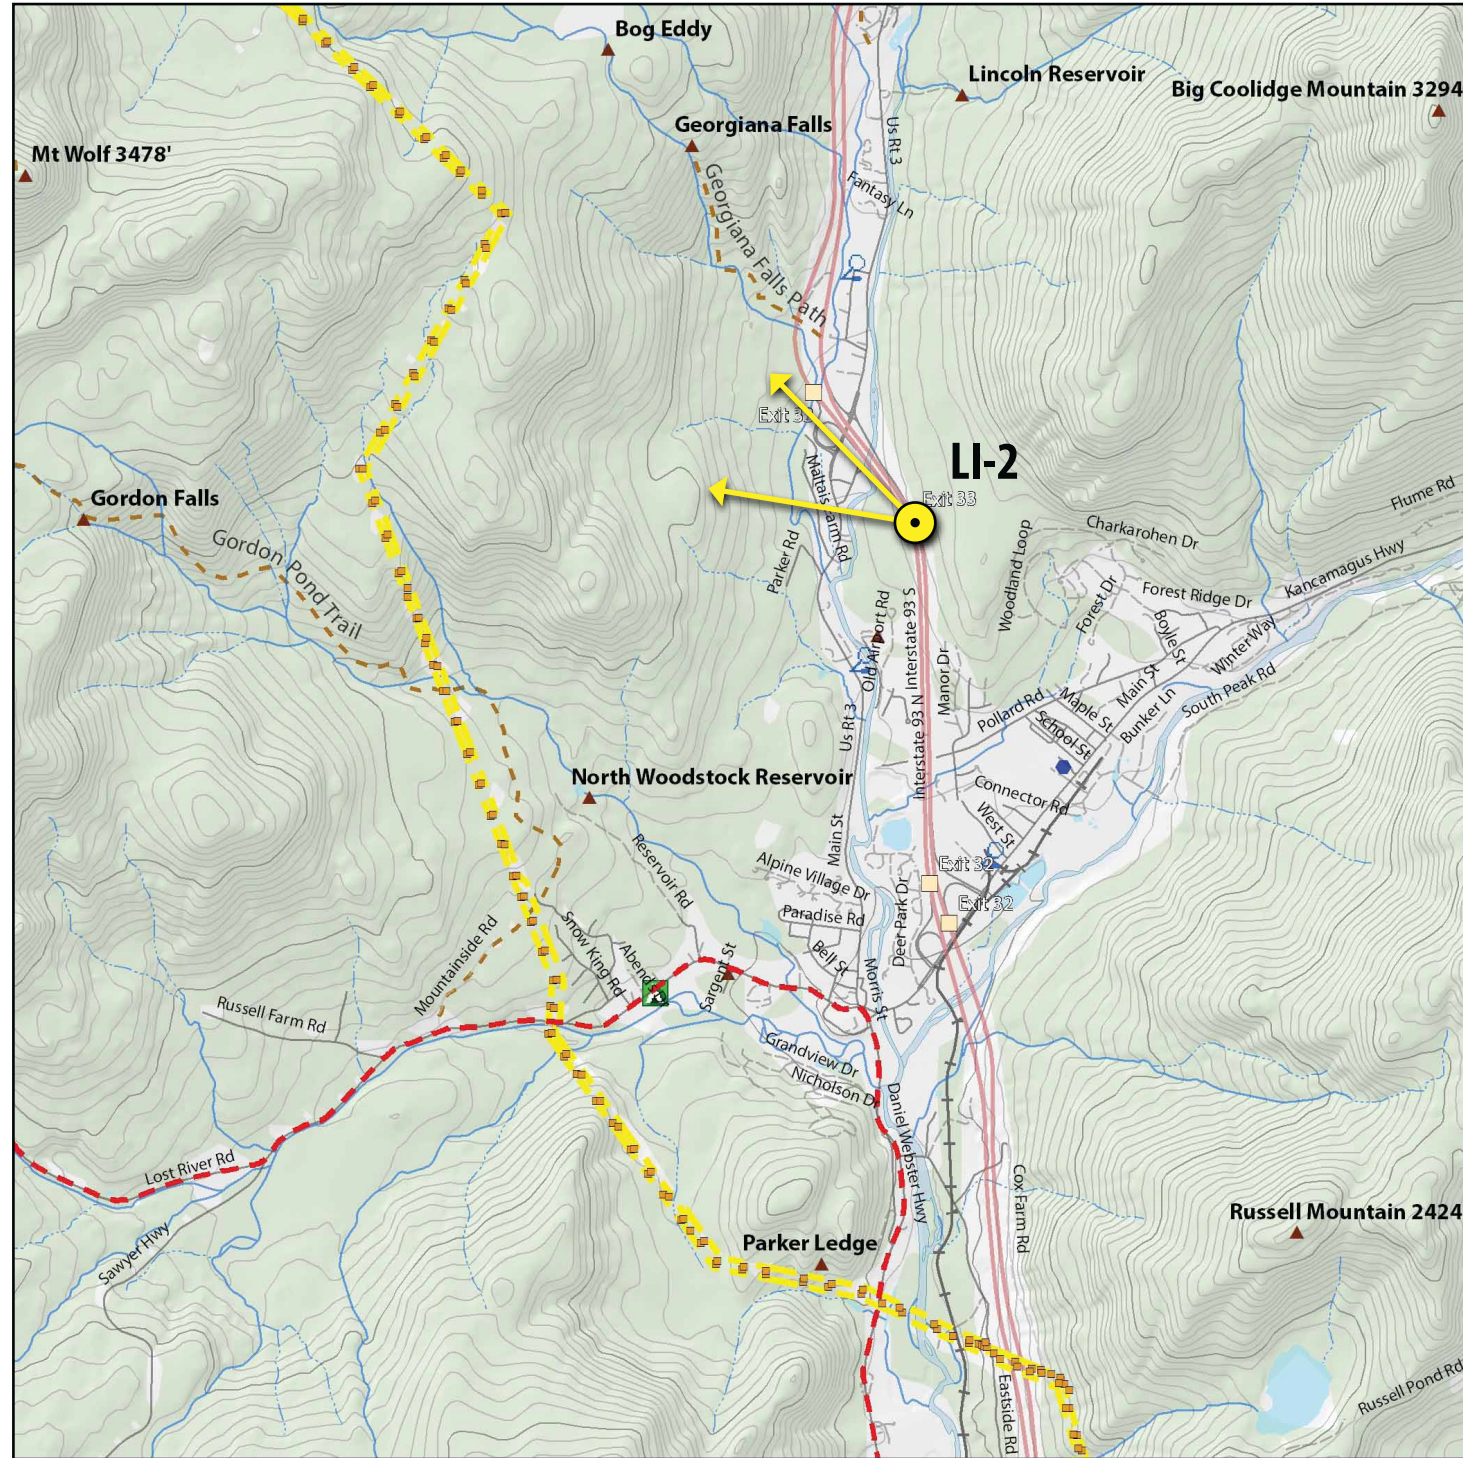 Bog Eddy
Lincoln Reservoir
Big Coolidge Mountain 3294
Georgiana Falls
Us Rt 3
Mt Wolf 3478'
Fantasy Ln
Georgiana Falls Path
Exit 33
LI-2
Exit 33
Maltais Farm Rd
Gordon Falls
Gordon Pond Trail
Parker Rd
Flume Rd
Charkarohen Dr
Woodland Loop
Kancamagus Hwy
Forest Ridge Dr
Forest Dr
Boyle St
Winter Way
Old Airport Rd
Interstate 93 S
Manor Dr
Main St
South Peak Rd
Pollard Rd
Maple St
Bunker Ln
School St
Us Rt 3
Interstate 93 N
North Woodstock Reservoir
Connector Rd
West St
Main St
Reservoir Rd
Alpine Village Dr
Exit 32
Deer Park Dr
Exit 32
Paradise Rd
Snow King Rd
Mountainside Rd
Bell St
Sargent St
Morris St
Russell Farm Rd
Grandview Dr
Nicholson Dr
Daniel Webster Hwy
Lost River Rd
Cox Farm Rd
Sawyer Hwy
Russell Mountain 2424
Parker Ledge
Eastside Rd
Russell Pond Rd